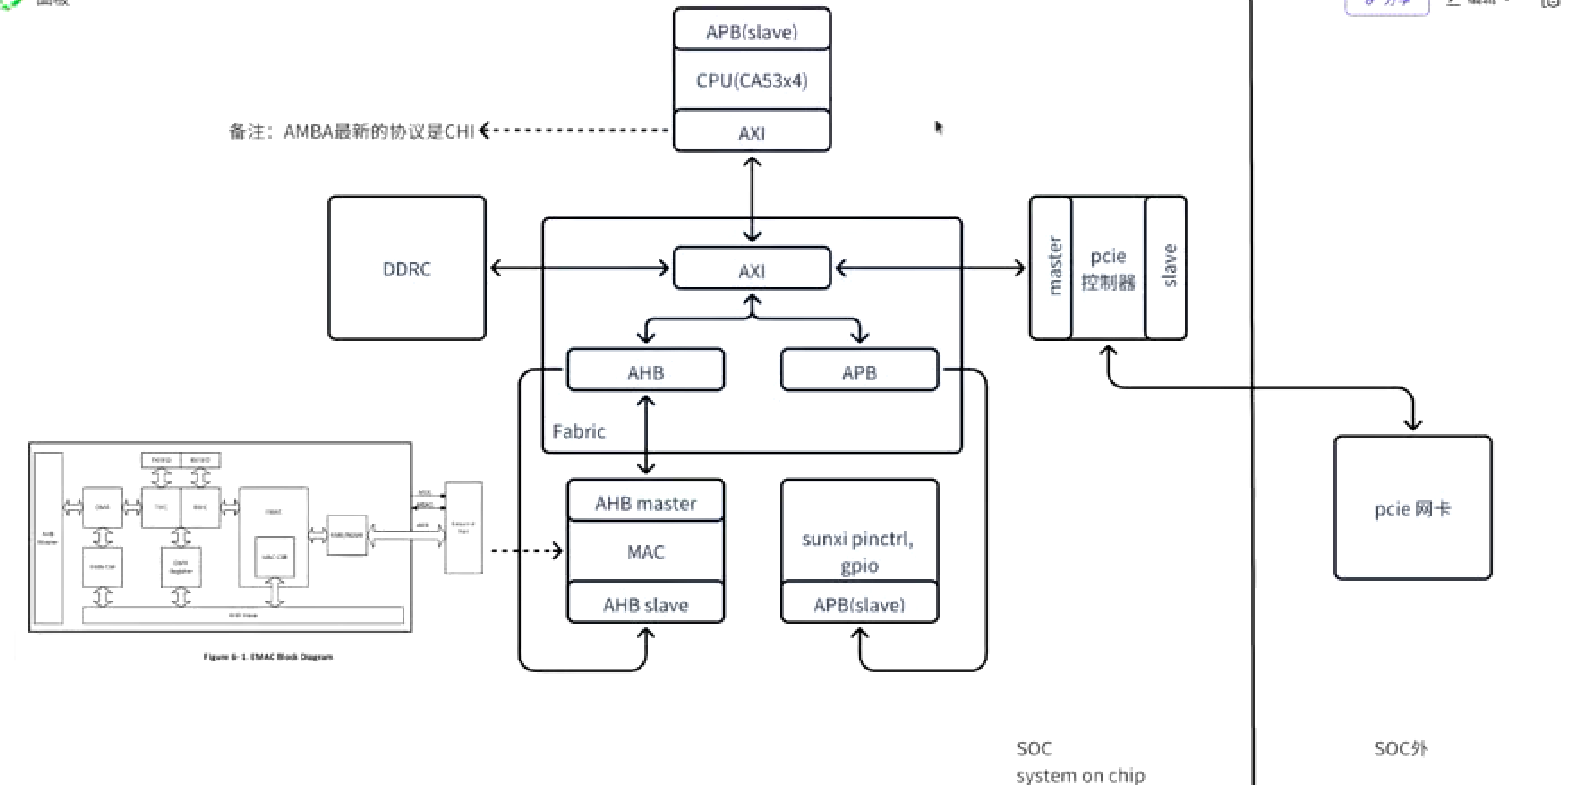 APB(slave)
CPU(CA53x4)
备注：AMBA最新的协议是CHI
AXI
DDRC
AXI
master
pcie
控制器
slave
AHB
APB
Fabric
AHB master
MAC
AHB slave
sunxi pinctrl,
gpio
APB(slave)
pcie 网卡
Figure 6-1. EMAC Block Diagram
SOC
system on chip
SOC外